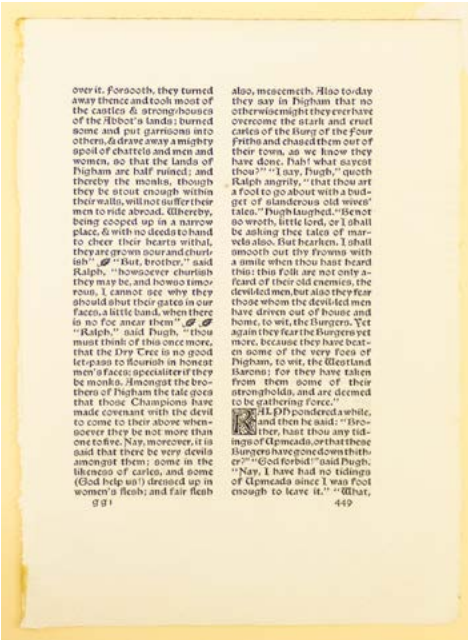 over it. Forsooth, they turned
away thence and took most of
the castles & strong-houses
of the Abbot's lands; burned
some and put garrisons into
others, & drave away a mighty
spoil of chattels and men and
women, so that the lands of
Higham are half ruined; and
thereby the monks, though
they be stout enough within
their walls, will not suffer their
men to ride abroad. Whereby,
being cooped up in a narrow
place, & with no deeds to hand
to cheer their hearts withal,
they are grown sour and churl-
ish" "But, brother," said
Ralph, "howsoever churlish
they may be, and howso timo-
rous, I cannot see why they
should shut their gates in our
faces, a little band, when there
is no foe anear them"
"Ralph," said Hugh, "thou
must think of this once more,
that the Dry Tree is no good
let-pass to flourish in honest
men's faces; specialiter if they
be monks. Amongst the bro-
thers of Higham the tale goes
that those Champions have
made covenant with the devil
to come to their above when-
soever they be not more than
one to five. Nay, moreover, it is
said that there be very devils
amongst them; some in the
likeness of carles, and some
(God help us!) dressed up in
women's flesh; and fair flesh
gg1
also, meseemeth. Also to-day
they say in Higham that no
otherwise might they ever have
overcome the stark and cruel
carles of the Burg of the Four
Friths and chased them out of
their town, as we know they
have done. Hah! what sayest
thou?" "I say, Hugh," quoth
Ralph angrily, "that thou art
a fool to go about with a bud-
get of slanderous old wives'
tales." Hugh laughed. "Be not
so wroth, little lord, or I shall
be asking thee tales of mar-
vels also. But hearken. I shall
smooth out thy frowns with
a smile when thou hast heard
this: this folk are not only a-
feard of their old enemies, the
devil-led men, but also they fear
those whom the devil-led men
have driven out of house and
home, to wit, the Burgers. Yet
again they fear the Burgers yet
more, because they have beat-
en some of the very foes of
Higham, to wit, the Westland
Barons; for they have taken
from them some of their
strongholds, and are deemed
to be gathering force."
RALPH pondered a while,
and then he said: "Bro-
ther, hast thou any tid-
ings of Upmeads, or that these
Burgers have gone down thith-
er?" "God forbid!" said Hugh,
"Nay, I have had no tidings
of Upmeads since I was fool
enough to leave it." "What,
449